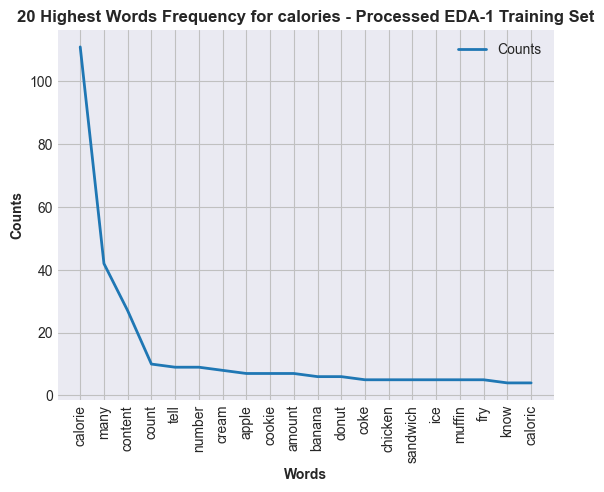 20 Highest Words Frequency for calories - Processed EDA-1 Training Set
Counts
100
80
60
40
20
0
Counts
calorie
many
content
count
tell
number
cream
apple
cookie
amount
banana
donut
coke
chicken
sandwich
ice
muffin
fry
know
caloric
Words